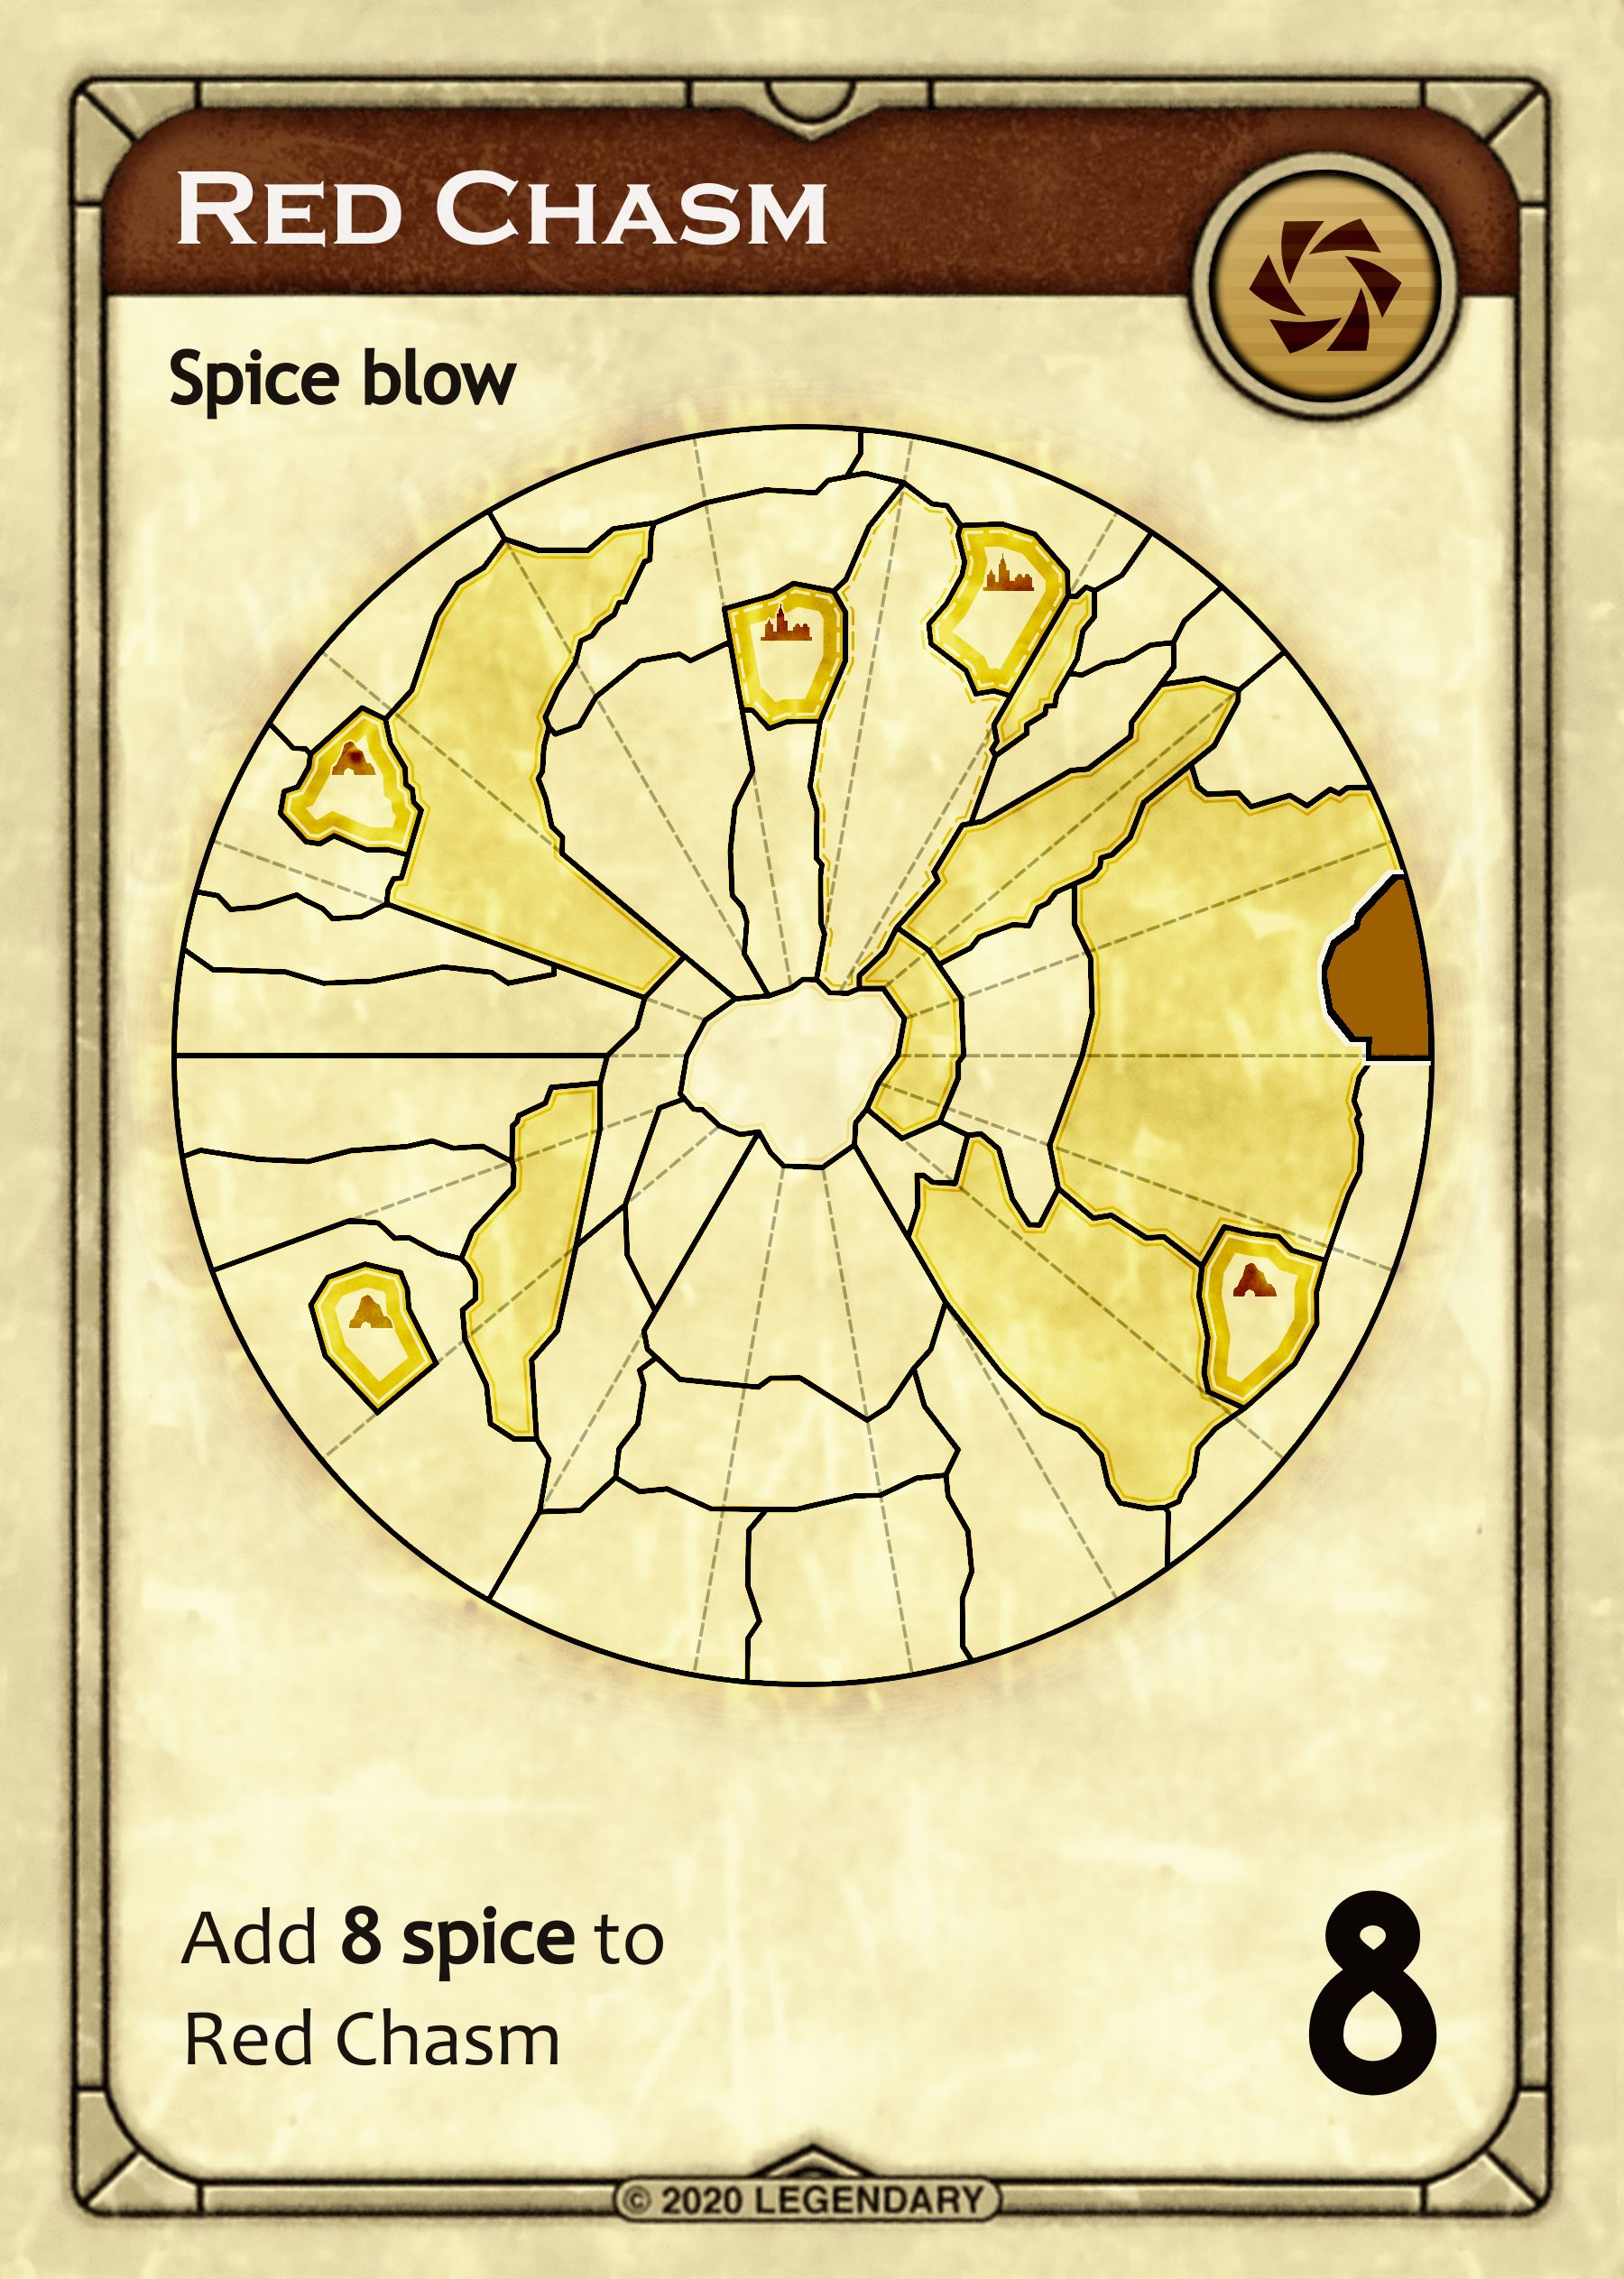 RED CHASM
Spice blow
Add 8 spice to
Red Chasm
8
© 2020 LEGENDARY